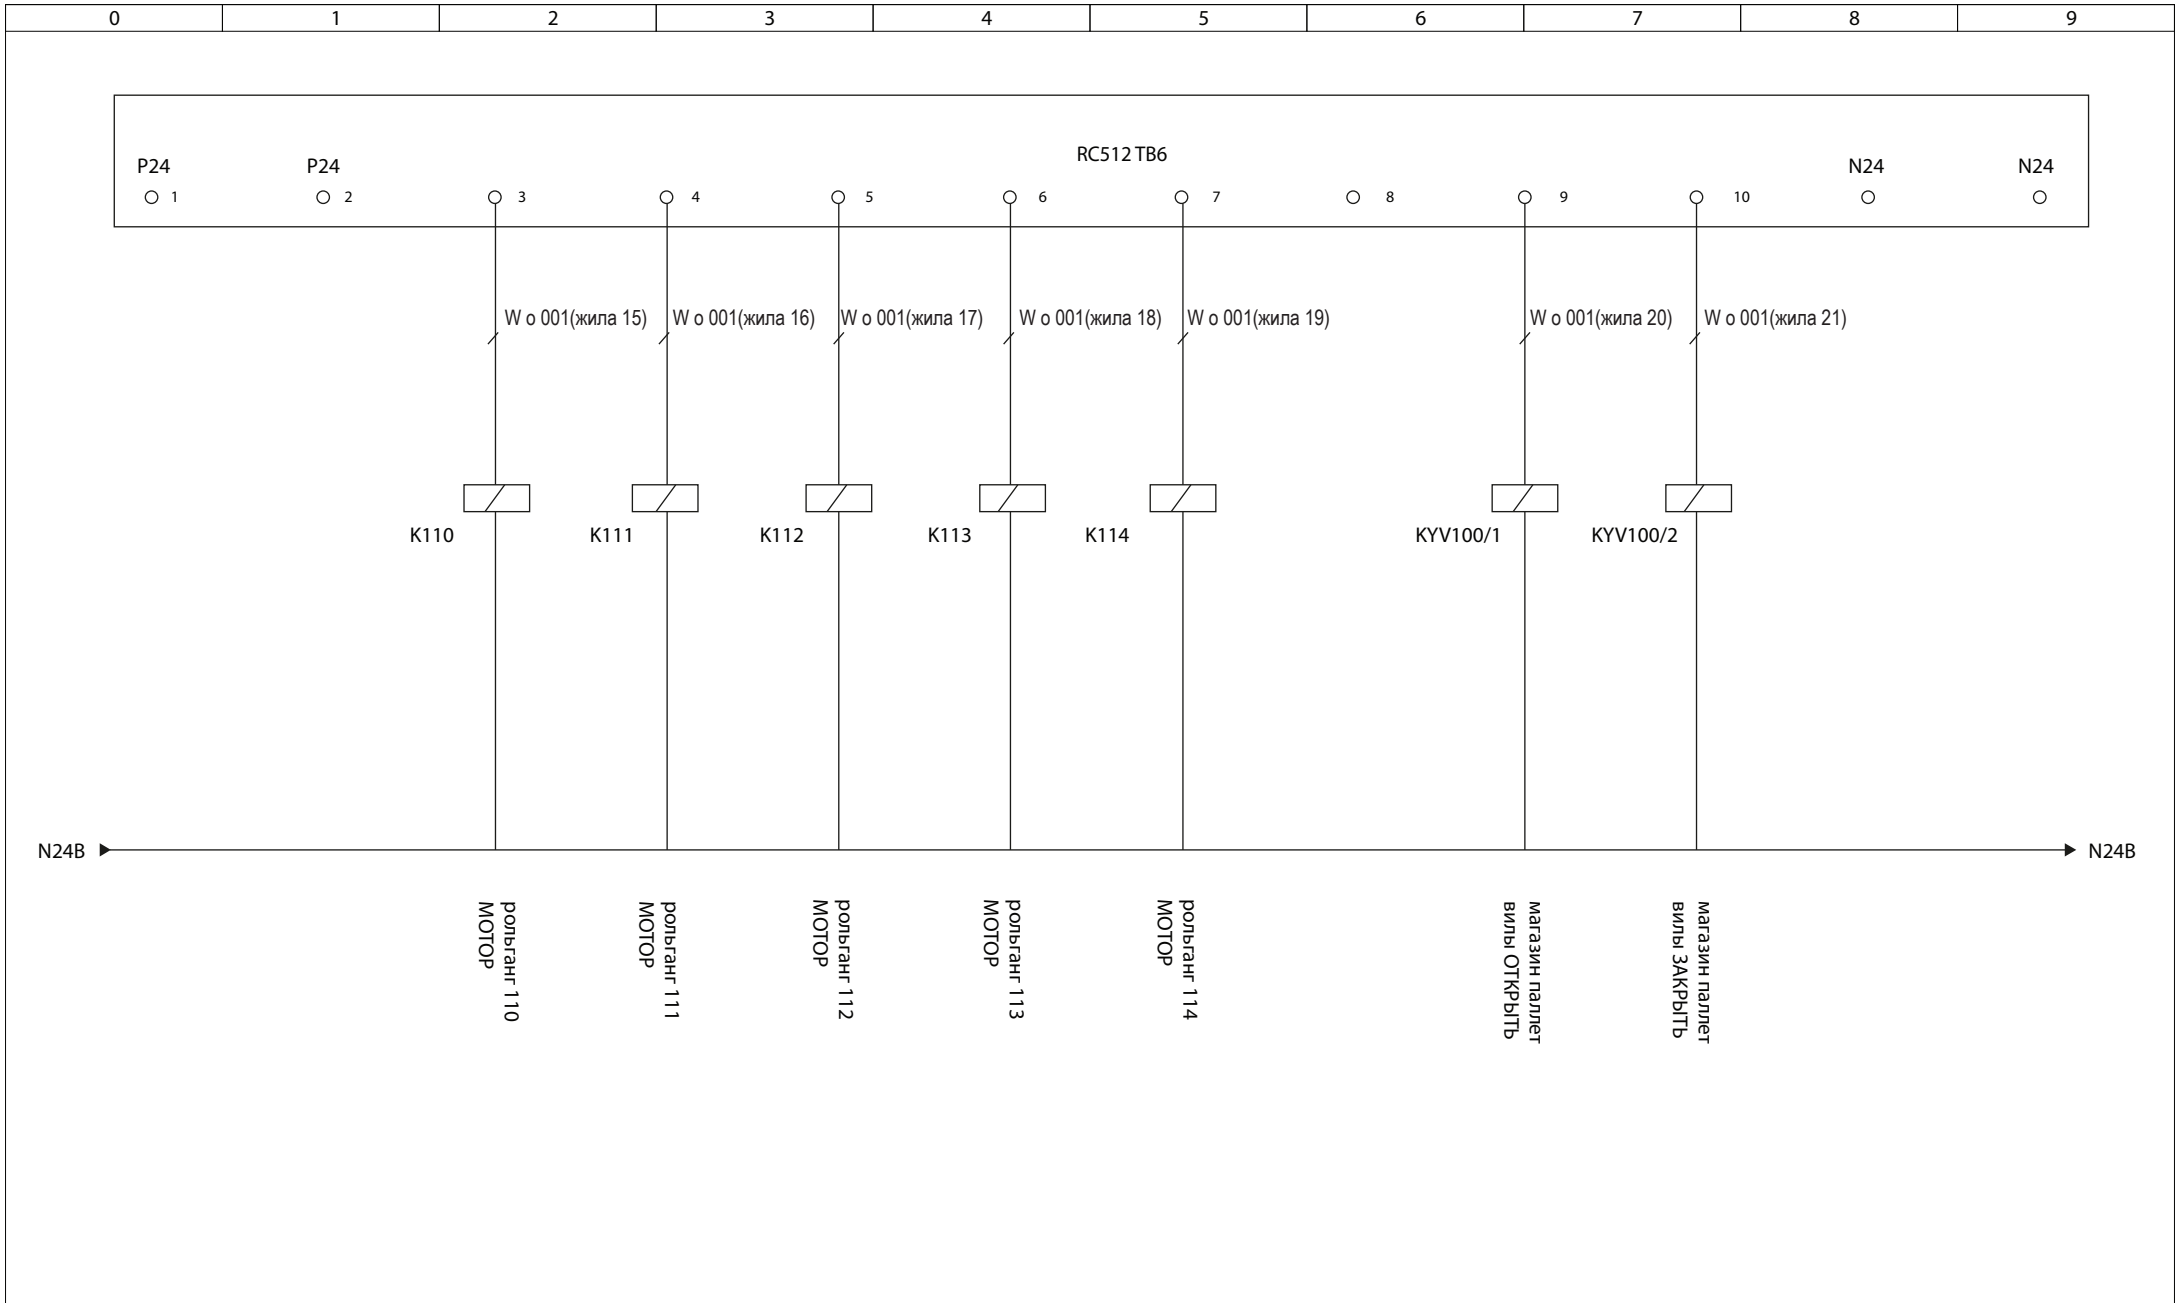 0 1 2 3 4 5 6 7 8 9
RC512 TB6
P24 P24 N24 N24
1 2 3 4 5 6 7 8 9 10
W o 001(жила 15) W o 001(жила 16) W o 001(жила 17) W o 001(жила 18) W o 001(жила 19) W o 001(жила 20) W o 001(жила 21)
K110 K111 K112 K113 K114 KYV100/1 KYV100/2
N24B N24B
рольганг 110
МОТОР
рольганг 111
МОТОР
рольганг 112
МОТОР
рольганг 113
МОТОР
рольганг 114
МОТОР
магазин паллет
вилы ОТКРЫТЬ
магазин паллет
вилы ЗАКРЫТЬ